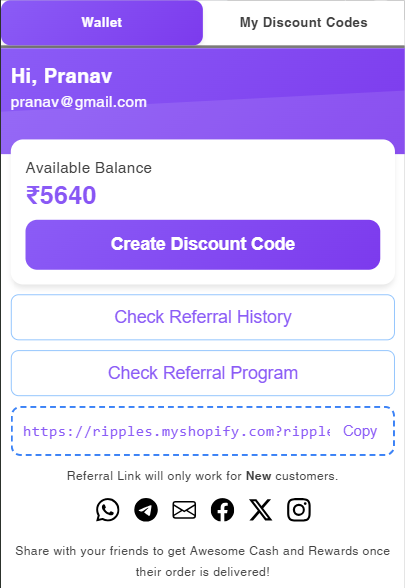 Wallet
My Discount Codes
Hi, Pranav
pranav@gmail.com
Available Balance
₹5640
Create Discount Code
Check Referral History
Check Referral Program
https://ripples.myshopify.com?ripple
Copy
Referral Link will only work for New customers.
Share with your friends to get Awesome Cash and Rewards once
their order is delivered!